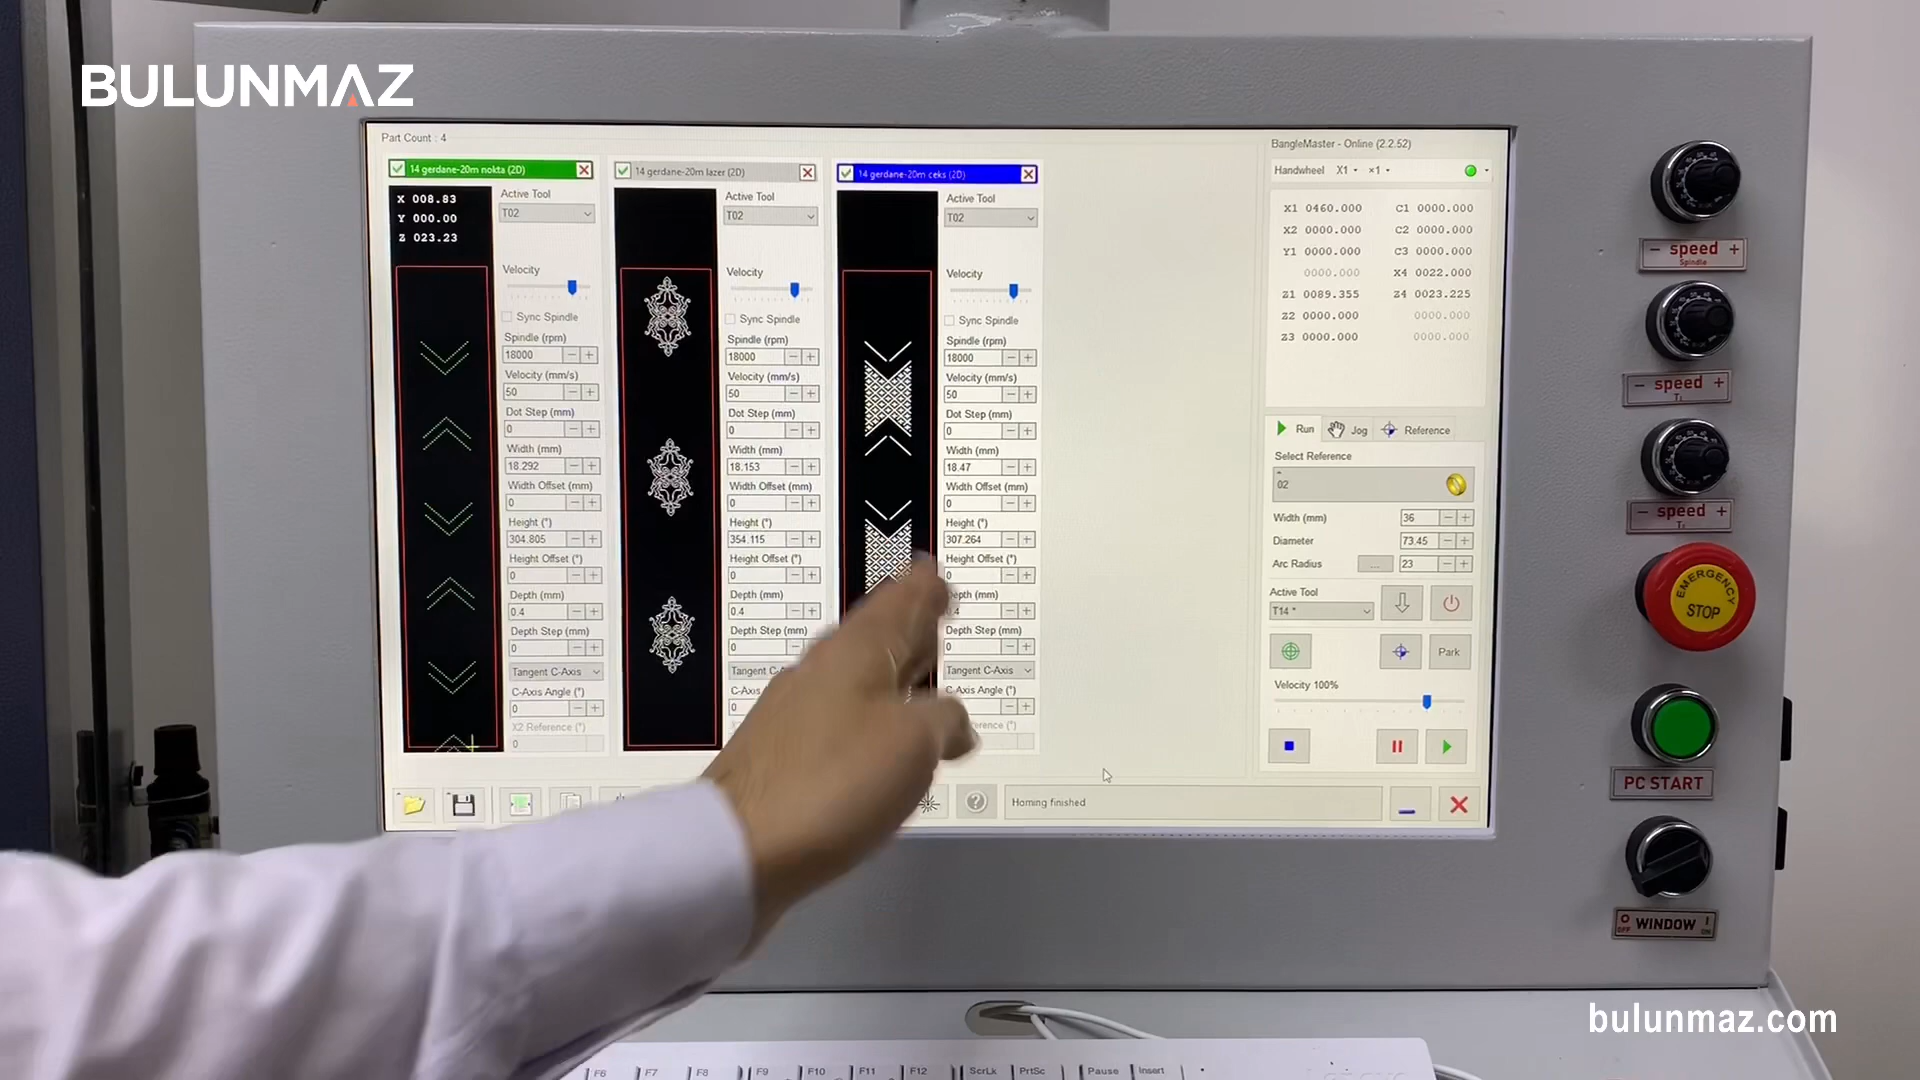 BULUNMAZ
Part Count : 4
14 gerdane-20m nokta (2D)
X 008.83
Y 000.00
Z 023.23
Active Tool
T02
Velocity
Sync Spindle
Spindle (rpm)
18000
Velocity (mm/s)
50
Dot Step (mm)
0
Width (mm)
18.292
Width Offset (mm)
0
Height (°)
304.805
Height Offset (°)
0
Depth (mm)
0.4
Depth Step (mm)
0
Tangent C-Axis
C-Axis Angle (°)
0
X2 Reference (°)
0
14 gerdane-20m lazer (2D)
Active Tool
T02
Velocity
Sync Spindle
Spindle (rpm)
18000
Velocity (mm/s)
50
Dot Step (mm)
0
Width (mm)
18.153
Width Offset (mm)
0
Height (°)
354.115
Height Offset (°)
0
Depth (mm)
0.4
Depth Step (mm)
0
Tangent C-A
C-Axis
0
14 gerdane-20m ceks (2D)
Active Tool
T02
Velocity
Sync Spindle
Spindle (rpm)
18000
Velocity (mm/s)
50
Dot Step (mm)
0
Width (mm)
18.47
Width Offset (mm)
0
Height (°)
307.264
Height Offset (°)
0
Depth (mm)
0.4
Depth Step (mm)
0
Tangent C-Axis
C-Axis Angle (°)
Reference (°)
BangleMaster - Online (2.2.52)
Handwheel X1 ×1
X1 0460.000 C1 0000.000
X2 0000.000 C2 0000.000
Y1 0000.000 C3 0000.000
0000.000 X4 0022.000
Z1 0089.355 Z4 0023.225
Z2 0000.000 0000.000
Z3 0000.000 0000.000
Run Jog Reference
Select Reference
02
Width (mm) 36
Diameter 73.45
Arc Radius ... 23
Active Tool
T14 *
Park
Velocity 100%
Homing finished
− speed +
Spindle
− speed +
T1
− speed +
EMERGENCY
STOP
PC START
O OFF WINDOW I ON
bulunmaz.com
F6 F7 F8 F9 F10 F11 F12 ScrLk PrtSc Pause Insert